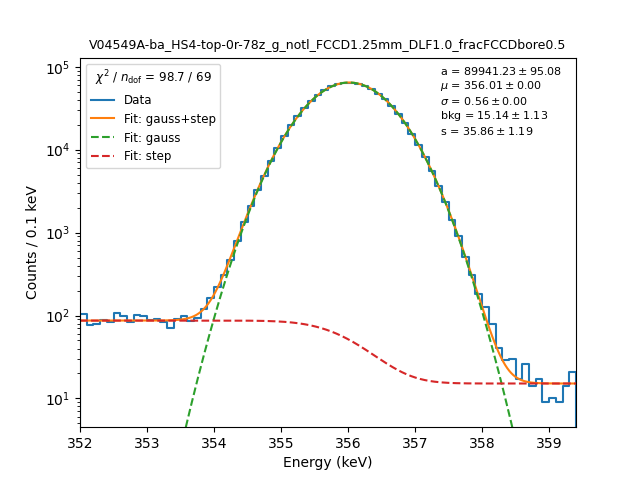 V04549A-ba_HS4-top-0r-78z_g_notl_FCCD1.25mm_DLF1.0_fracFCCDbore0.5
χ² / n_dof = 98.7 / 69
Data
Fit: gauss+step
Fit: gauss
Fit: step
a = 89941.23 ± 95.08
μ = 356.01 ± 0.00
σ = 0.56 ± 0.00
bkg = 15.14 ± 1.13
s = 35.86 ± 1.19
Counts / 0.1 keV
10⁵
10⁴
10³
10²
10¹
352 353 354 355 356 357 358 359
Energy (keV)